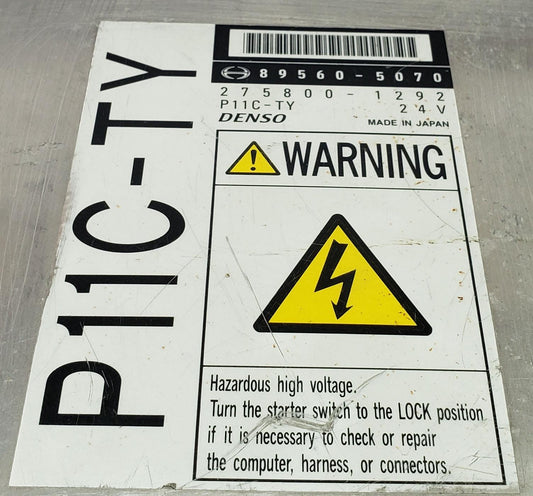 P11C-TY
89560-5070
275800-1292
P11C-TY 24V
DENSO MADE IN JAPAN
WARNING
Hazardous high voltage.
Turn the starter switch to the LOCK position
if it is necessary to check or repair
the computer, harness, or connectors.